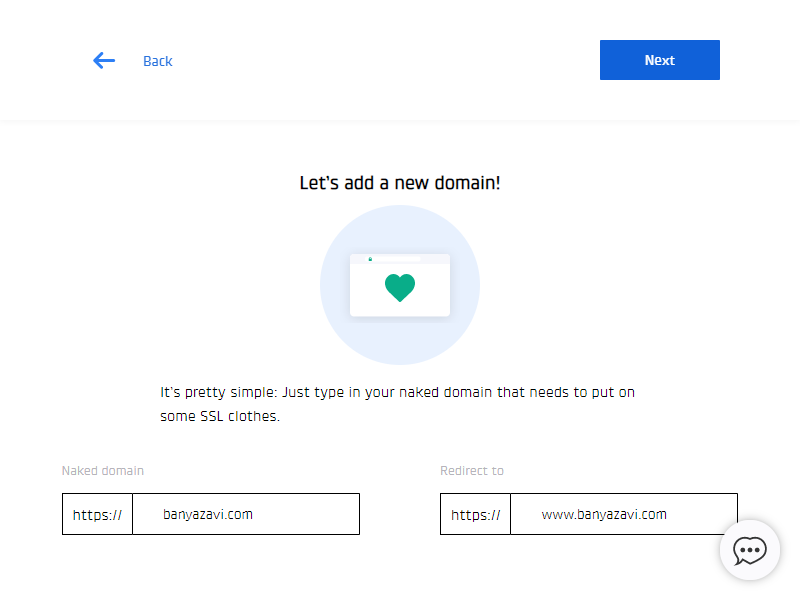 Back
Next
Let's add a new domain!
It's pretty simple: Just type in your naked domain that needs to put on
some SSL clothes.
Naked domain
Redirect to
https://
banyazavi.com
https://
www.banyazavi.com